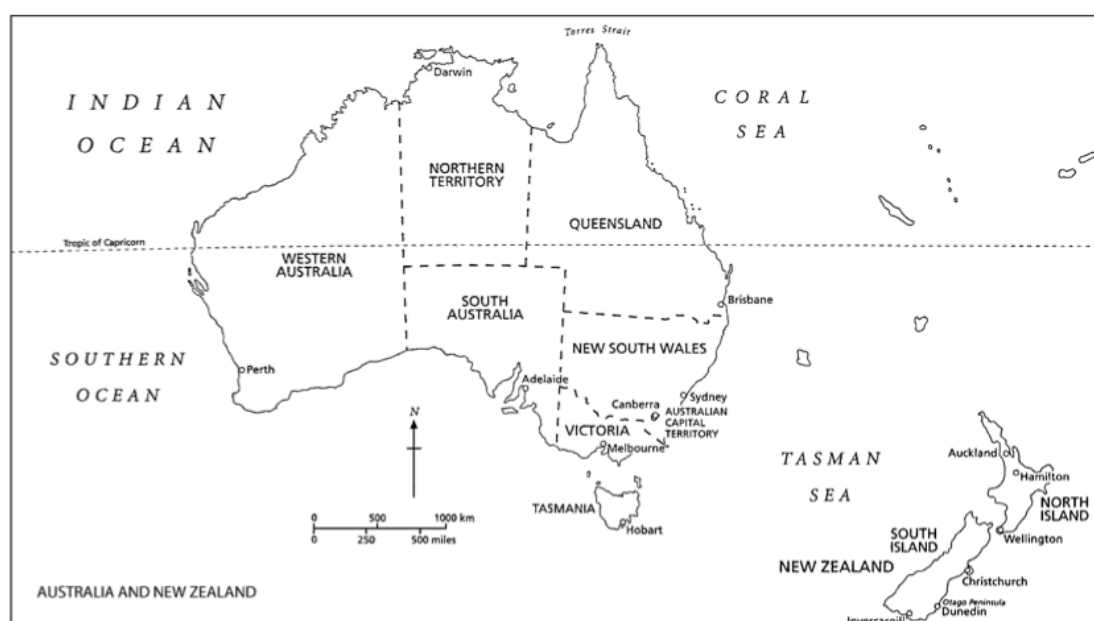 Torres Strait
Darwin
INDIAN
OCEAN
CORAL
SEA
NORTHERN
TERRITORY
QUEENSLAND
Tropic of Capricorn
WESTERN
AUSTRALIA
SOUTH
AUSTRALIA
Brisbane
NEW SOUTH WALES
SOUTHERN
OCEAN
Perth
Adelaide
Sydney
Canberra
AUSTRALIAN
CAPITAL
TERRITORY
N
VICTORIA
Melbourne
TASMAN
SEA
Auckland
Hamilton
NORTH
ISLAND
TASMANIA
Hobart
0 500 1000 km
0 250 500 miles
SOUTH
ISLAND
Wellington
NEW ZEALAND
Christchurch
AUSTRALIA AND NEW ZEALAND
Otago Peninsula
Dunedin
Invercargill